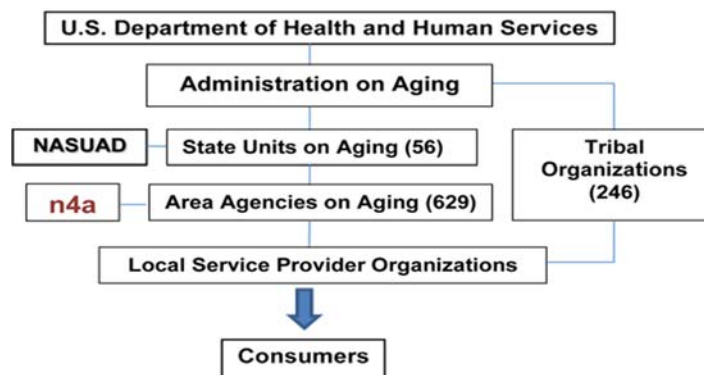 U.S. Department of Health and Human Services
Administration on Aging
NASUAD
State Units on Aging (56)
Tribal
Organizations
(246)
n4a
Area Agencies on Aging (629)
Local Service Provider Organizations
Consumers